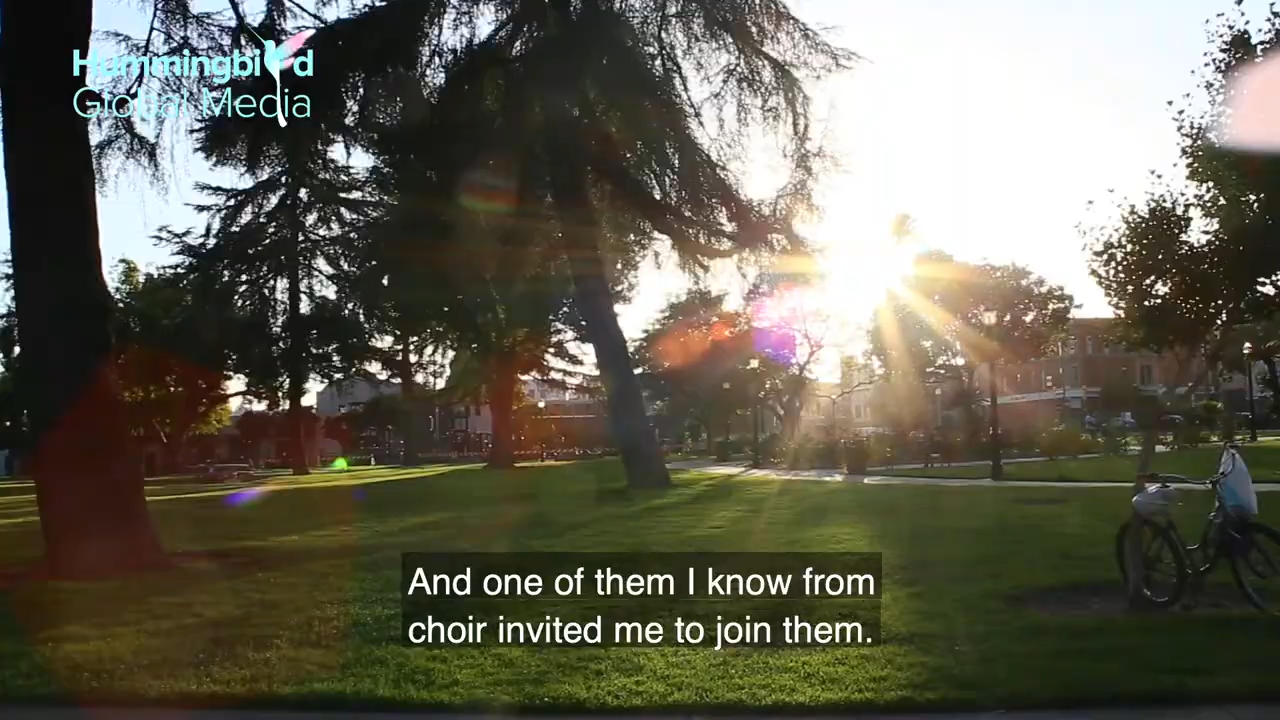 Hummingbird
Global Media
And one of them I know from
choir invited me to join them.